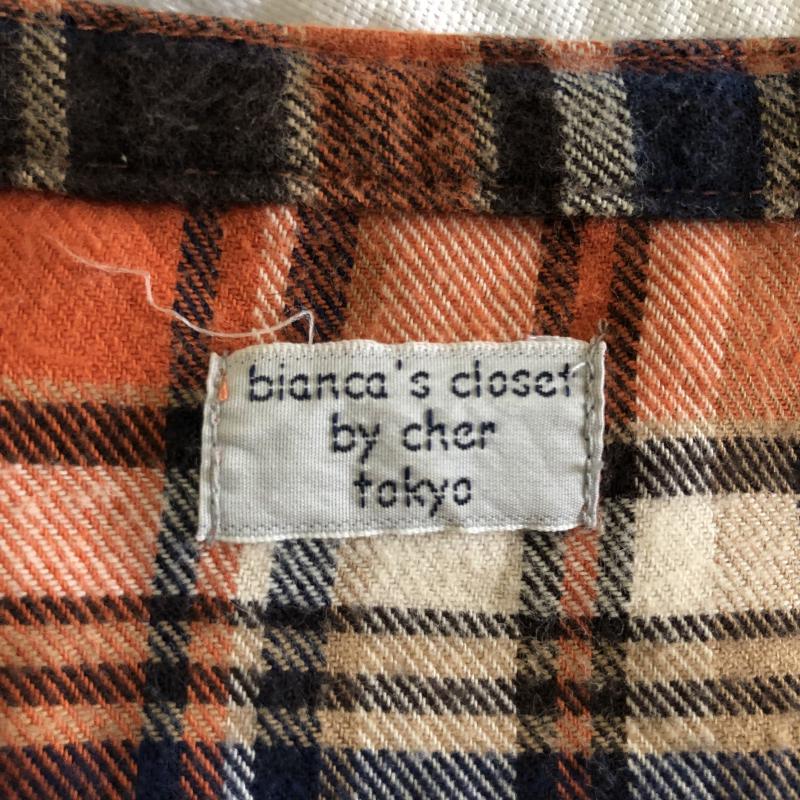 bianca's closet
by cher
tokyo